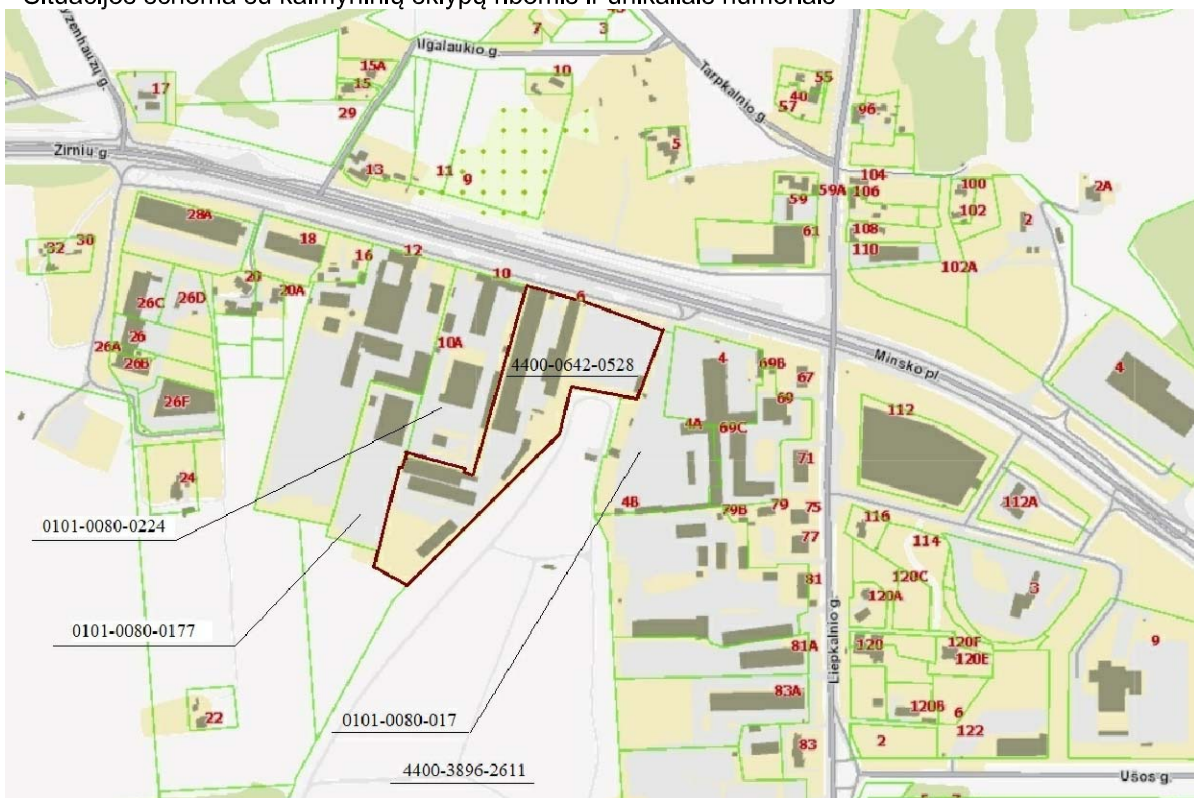 Situacijos schema su kaimyninių sklypų ribomis ir unikaliais numeriais
Ilgalaukio g.
7
3
15A
15
10
Tarpkalnio g.
55
40
57
96
17
29
Žirnių g.
13
11
9
5
104
59A
106
100
2A
59
102
2
28A
18
61
108
110
102A
32
30
16
12
10
20
20A
6
26C
26D
26
26A
26B
10A
4400-0642-0528
4
69B
67
Minsko pl.
4
26F
69
112
4A
69C
71
24
4B
79B
79
75
112A
0101-0080-0224
77
116
114
81
120C
120A
3
0101-0080-0177
Liepkalnio g.
81A
120
120F
120E
9
83A
22
0101-0080-017
120B
6
122
83
2
4400-3896-2611
Ušos g.